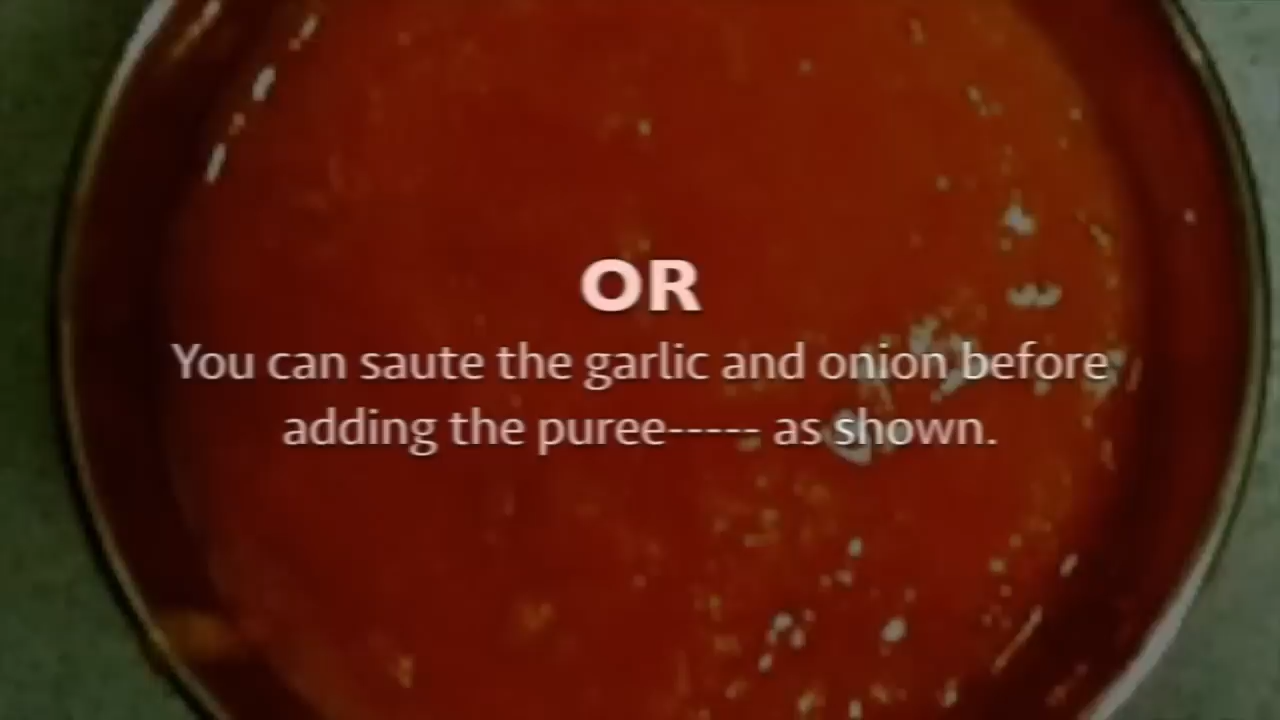 OR
You can saute the garlic and onion before
adding the puree----- as shown.